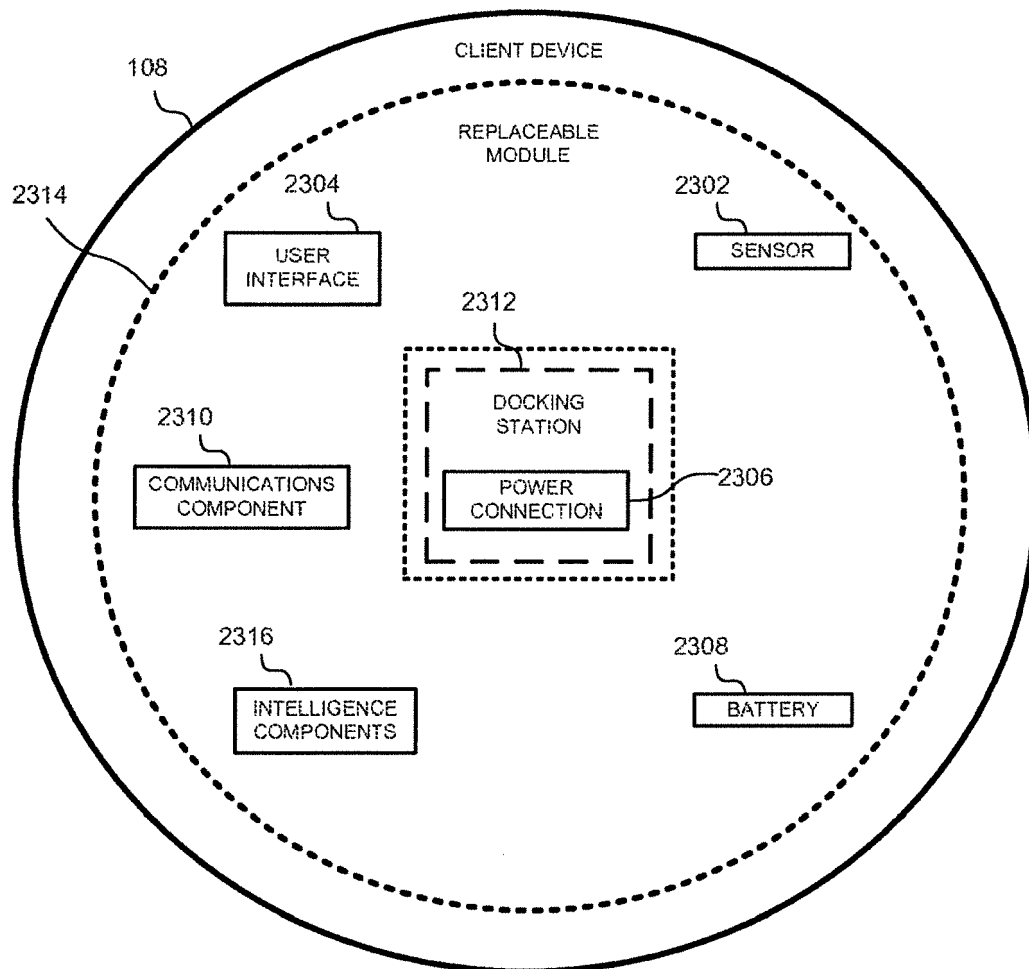 CLIENT DEVICE
108
REPLACEABLE
MODULE
2314
2304
USER
INTERFACE
2302
SENSOR
2312
DOCKING
STATION
2310
COMMUNICATIONS
COMPONENT
POWER
CONNECTION
2306
2316
INTELLIGENCE
COMPONENTS
2308
BATTERY